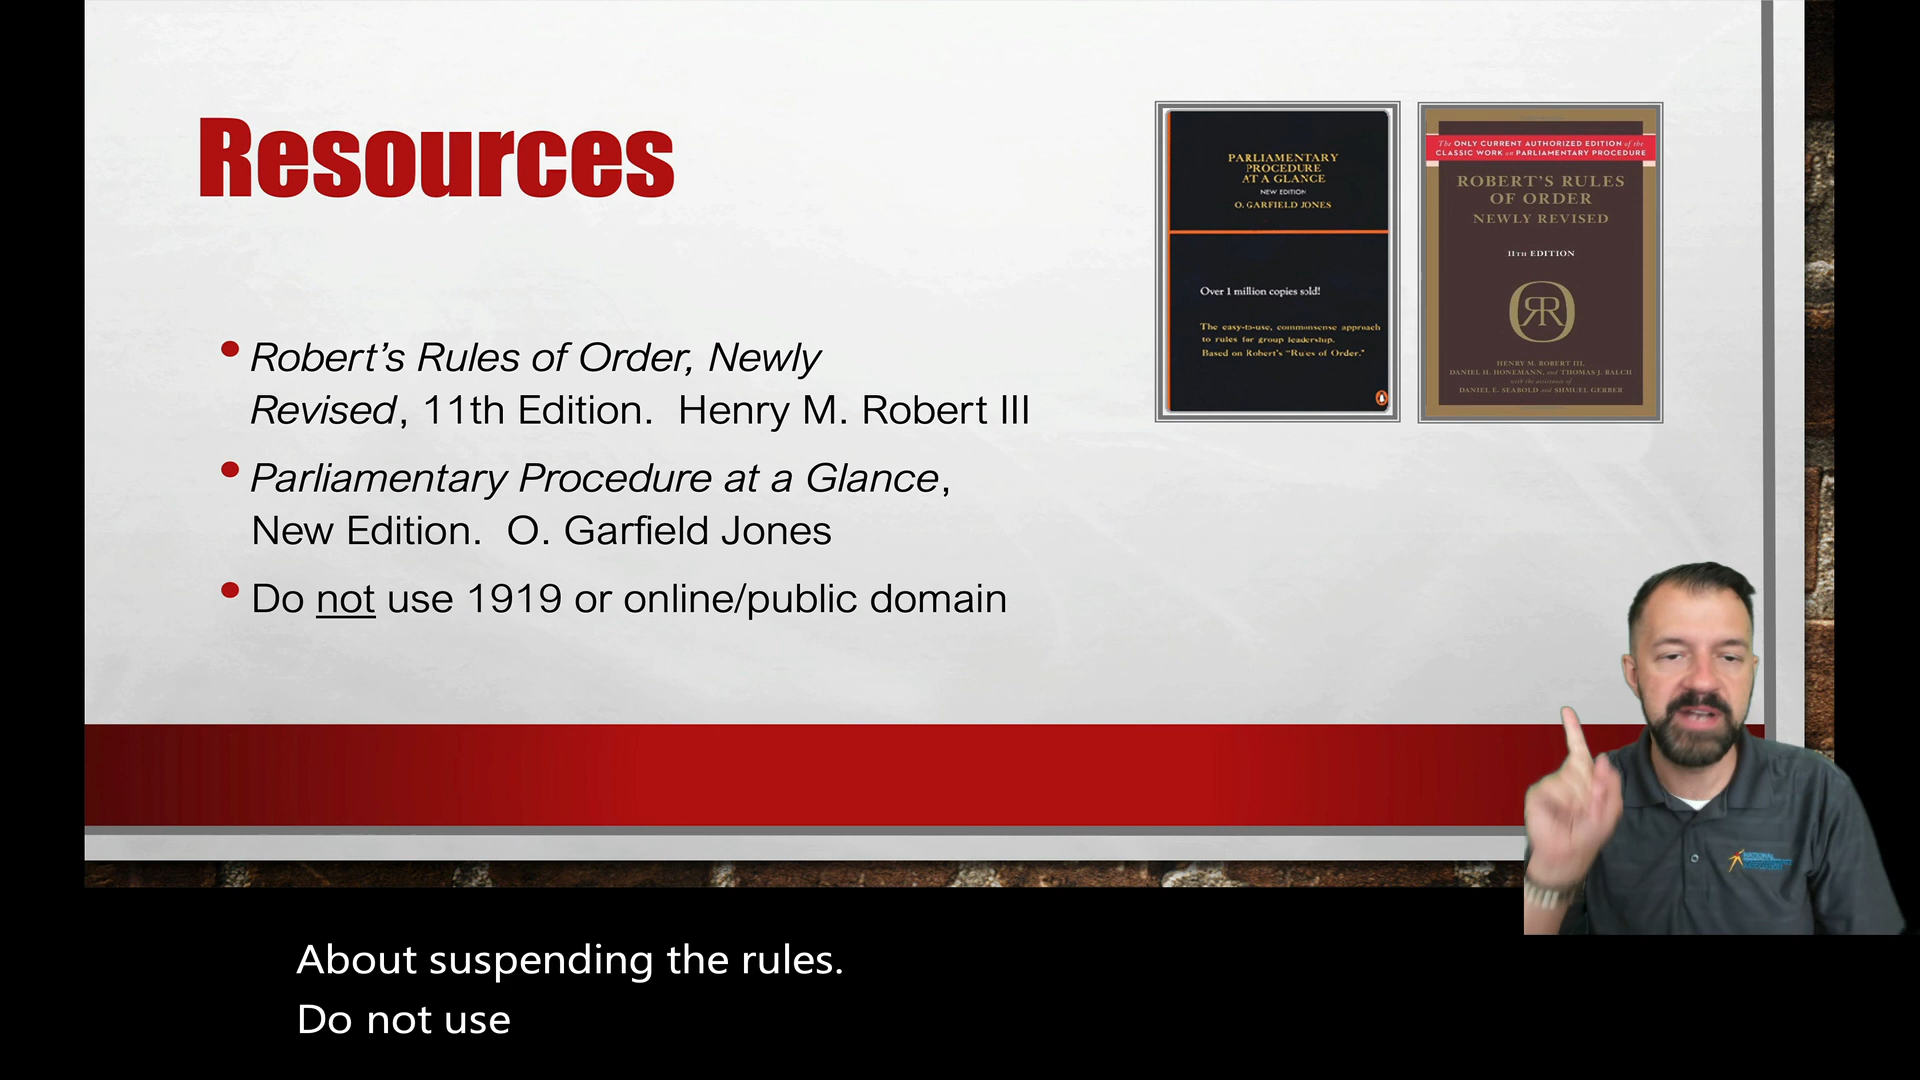 Resources
• Robert’s Rules of Order, Newly
Revised, 11th Edition. Henry M. Robert III
• Parliamentary Procedure at a Glance,
New Edition. O. Garfield Jones
• Do not use 1919 or online/public domain
PARLIAMENTARY
PROCEDURE
AT A GLANCE
NEW EDITION
O. GARFIELD JONES
Over 1 million copies sold!
The easy-to-use, commonsense approach
to rules for group leadership.
Based on Robert's "Rules of Order."
The ONLY CURRENT AUTHORIZED EDITION of the
CLASSIC WORK on PARLIAMENTARY PROCEDURE
ROBERT'S RULES
OF ORDER
NEWLY REVISED
11TH EDITION
HENRY M. ROBERT III,
DANIEL H. HONEMANN, and THOMAS J. BALCH
with the assistance of
DANIEL E. SEABOLD and SHMUEL GERBER
NATIONAL
About suspending the rules.
Do not use